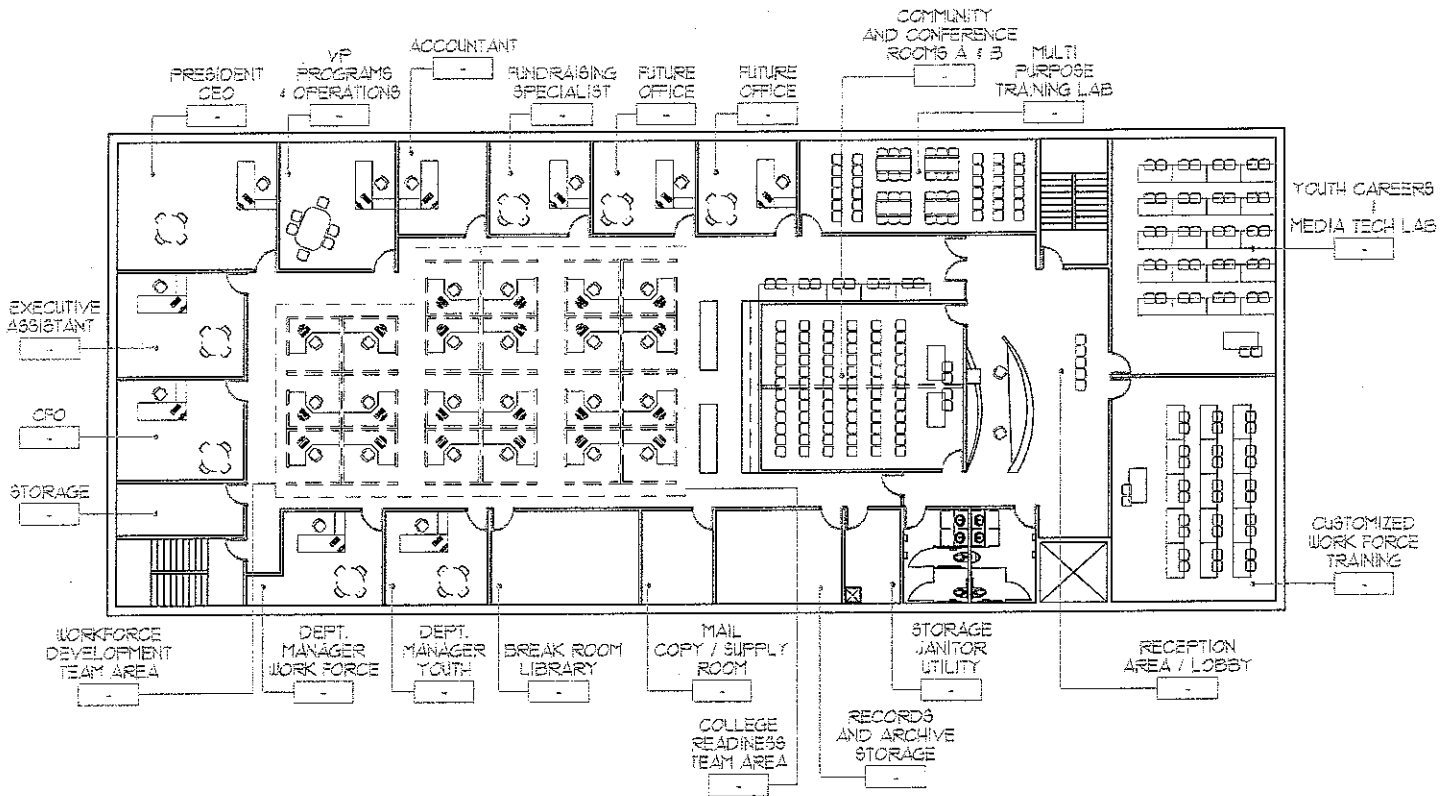 COMMUNITY
AND CONFERENCE
ROOMS A & B
MULTI
PURPOSE
TRAINING LAB
ACCOUNTANT
VP
PROGRAMS
& OPERATIONS
PRESIDENT
CEO
FUNDRAISING
SPECIALIST
FUTURE
OFFICE
FUTURE
OFFICE
YOUTH CAREERS
MEDIA TECH LAB
EXECUTIVE
ASSISTANT
CFO
STORAGE
CUSTOMIZED
WORK FORCE
TRAINING
WORKFORCE
DEVELOPMENT
TEAM AREA
DEPT.
MANAGER
WORK FORCE
DEPT.
MANAGER
YOUTH
BREAK ROOM
LIBRARY
MAIL
COPY / SUPPLY
ROOM
STORAGE
JANITOR
UTILITY
RECEPTION
AREA / LOBBY
COLLEGE
READINESS
TEAM AREA
RECORDS
AND ARCHIVE
STORAGE